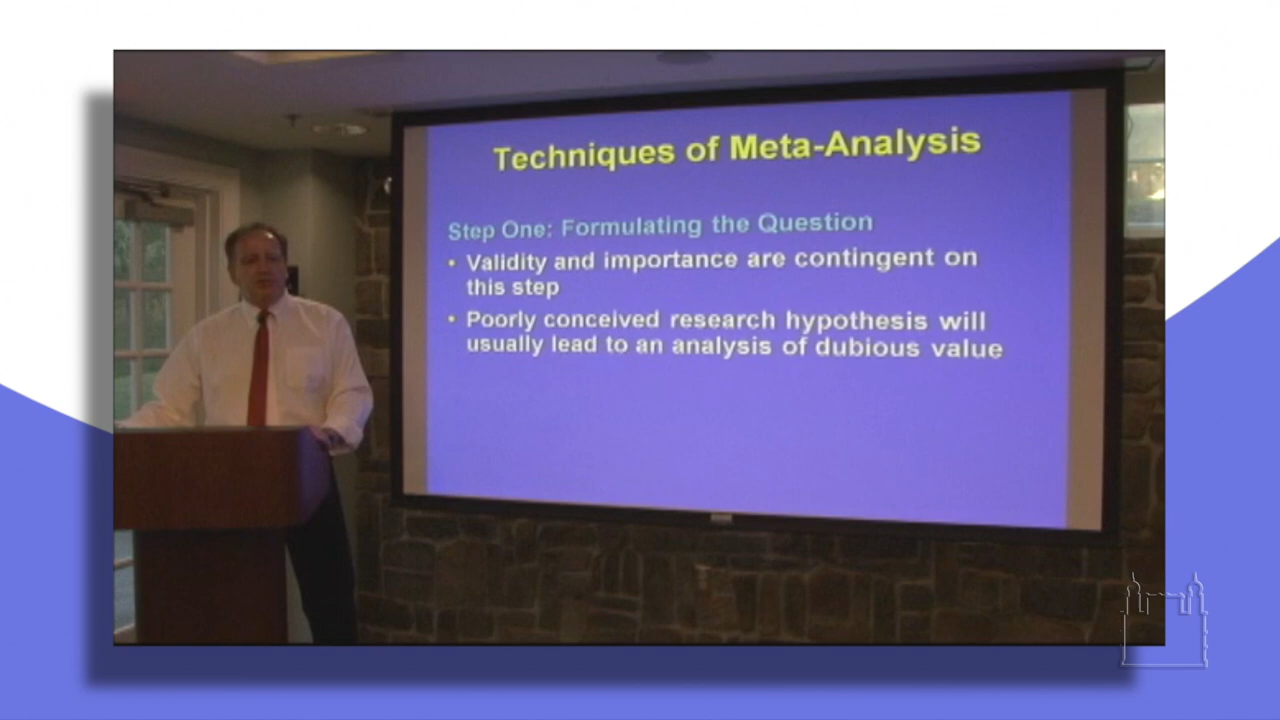 Techniques of Meta-Analysis
Step One: Formulating the Question
• Validity and importance are contingent on
this step
• Poorly conceived research hypothesis will
usually lead to an analysis of dubious value